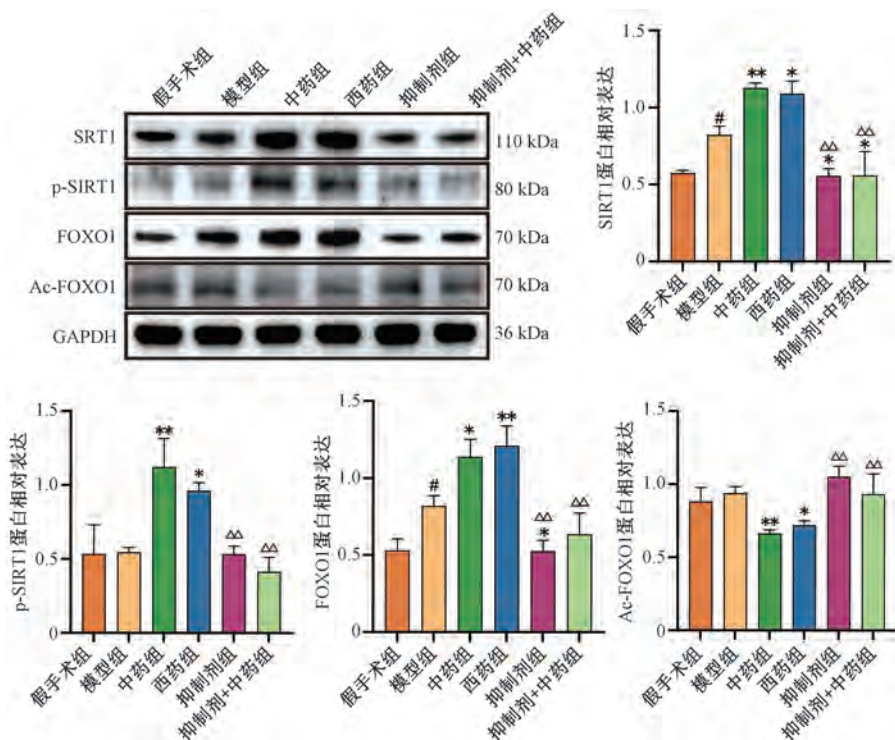 假手术组
模型组
中药组
西药组
抑制剂组
抑制剂+中药组
SRT1
110 kDa
p-SIRT1
80 kDa
FOXO1
70 kDa
Ac-FOXO1
70 kDa
GAPDH
36 kDa
SIRT1蛋白相对表达
1.5
1.0
0.5
0
#
**
*
△△
*
△△
*
假手术组
模型组
中药组
西药组
抑制剂组
抑制剂+中药组
p-SIRT1蛋白相对表达
1.5
1.0
0.5
0
**
*
△△
△△
假手术组
模型组
中药组
西药组
抑制剂组
抑制剂+中药组
FOXO1蛋白相对表达
1.5
1.0
0.5
0
#
*
**
△△
*
△△
假手术组
模型组
中药组
西药组
抑制剂组
抑制剂+中药组
Ac-FOXO1蛋白相对表达
1.5
1.0
0.5
0
**
*
△△
△△
假手术组
模型组
中药组
西药组
抑制剂组
抑制剂+中药组